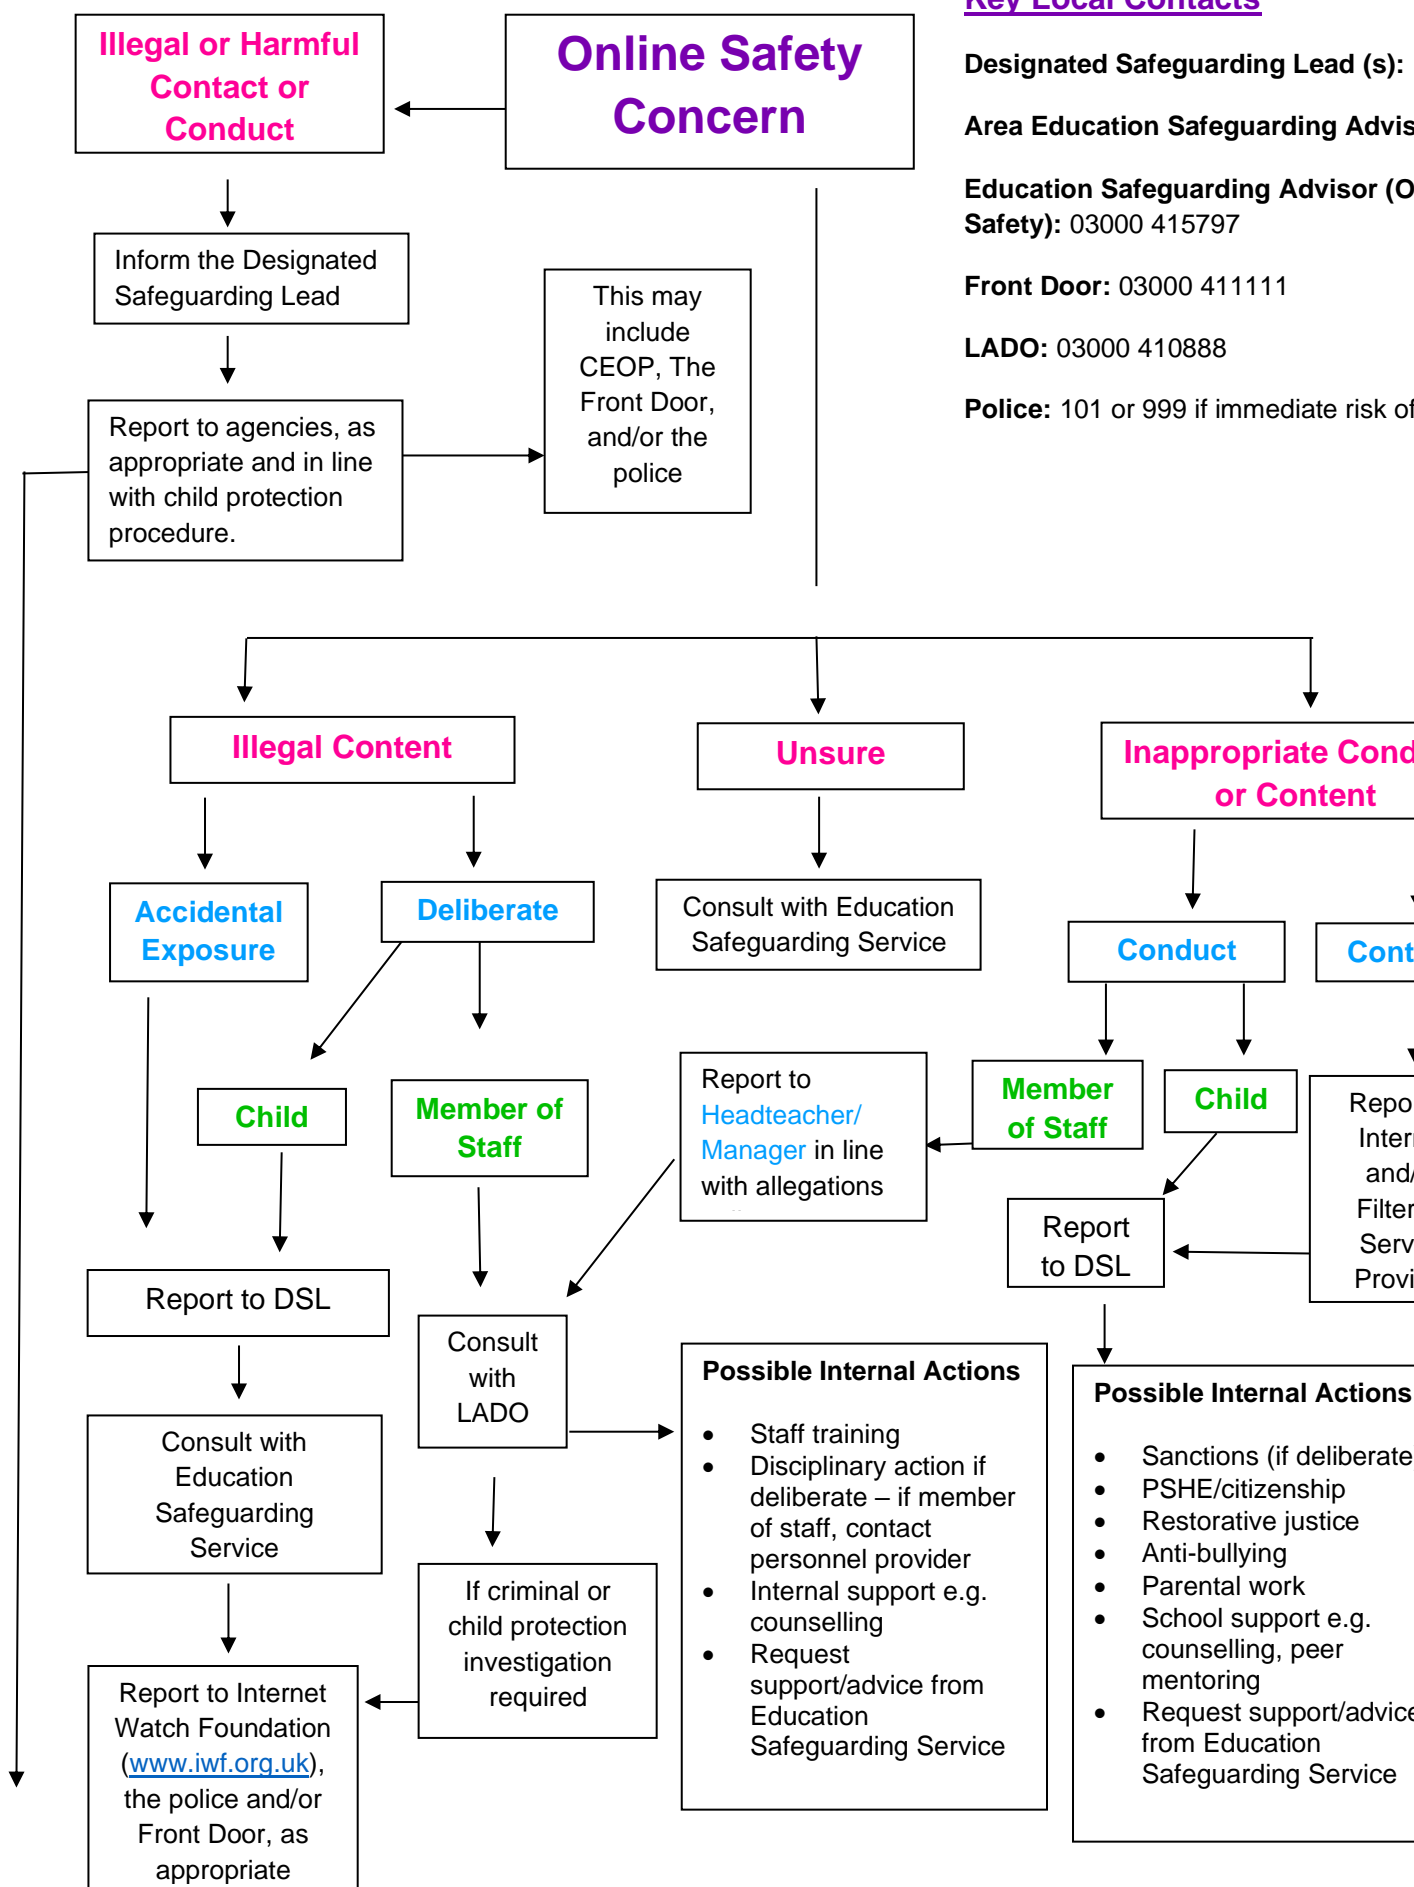 Key Local Contacts
Illegal or Harmful
Contact or
Conduct
Online Safety
Concern
Designated Safeguarding Lead (s):
Area Education Safeguarding
Education Safeguarding Advisor
Safety): 03000 415797
Front Door: 03000 411111
LADO: 03000 410888
Police: 101 or 999 if immediate risk of
Inform the Designated
Safeguarding Lead
This may
include
CEOP, The
Front Door,
and/or the
police
Report to agencies, as
appropriate and in line
with child protection
procedure.
Illegal Content
Unsure
Inappropriate
or Content
Accidental
Exposure
Deliberate
Consult with Education
Safeguarding Service
Conduct
Child
Member of
Staff
Report to
Headteacher/
Manager in line
with allegations
Member
of Staff
Child
Report
to DSL
Report to DSL
Consult
with
LADO
Consult with
Education
Safeguarding
Service
If criminal or
child protection
investigation
required
Report to Internet
Watch Foundation
(www.iwf.org.uk),
the police and/or
Front Door, as
appropriate
Possible Internal Actions
• Staff training
• Disciplinary action if
deliberate – if member
of staff, contact
personnel provider
• Internal support e.g.
counselling
• Request
support/advice from
Education
Safeguarding Service
Possible Internal Actions
• Sanctions (if deliberate
• PSHE/citizenship
• Restorative justice
• Anti-bullying
• Parental work
• School support e.g.
counselling, peer
mentoring
• Request support/advice
from Education
Safeguarding Service